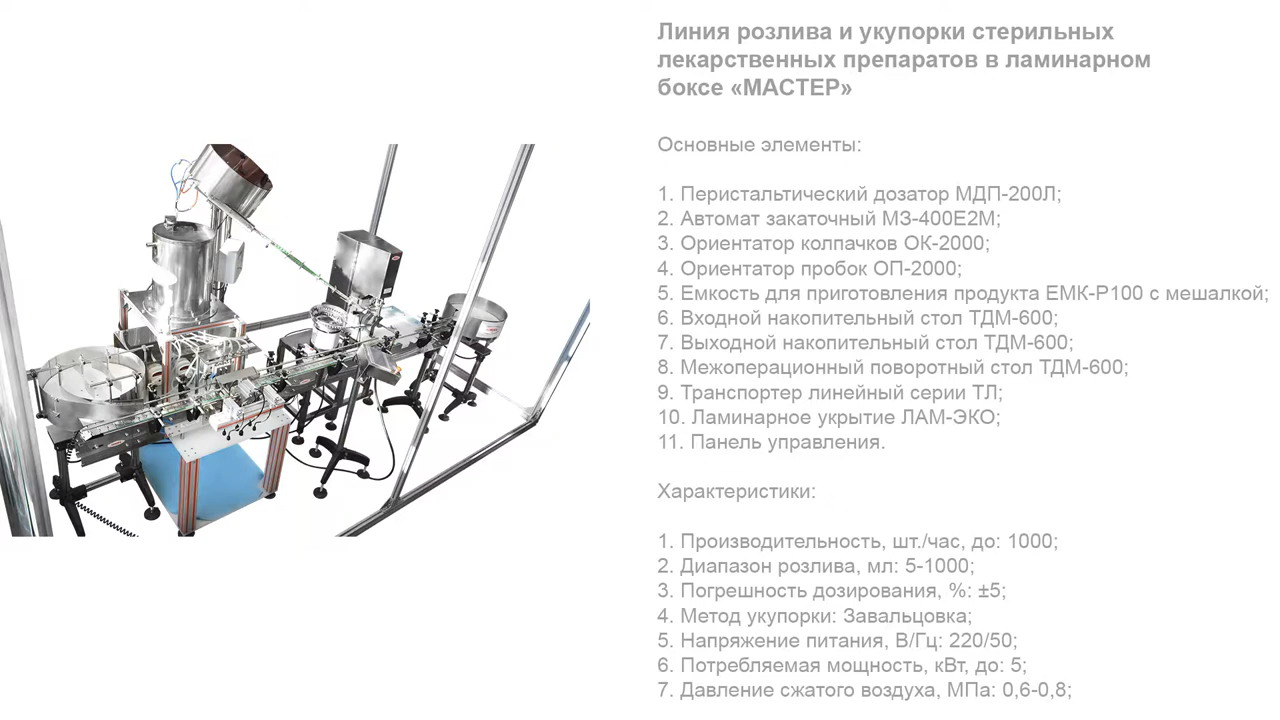 Линия розлива и укупорки стерильных
лекарственных препаратов в ламинарном
боксе «МАСТЕР»
Основные элементы:
1. Перистальтический дозатор МДП-200Л;
2. Автомат закаточный МЗ-400Е2М;
3. Ориентатор колпачков ОК-2000;
4. Ориентатор пробок ОП-2000;
5. Емкость для приготовления продукта ЕМК-Р100 с мешалкой;
6. Входной накопительный стол ТДМ-600;
7. Выходной накопительный стол ТДМ-600;
8. Межоперационный поворотный стол ТДМ-600;
9. Транспортер линейный серии ТЛ;
10. Ламинарное укрытие ЛАМ-ЭКО;
11. Панель управления.
Характеристики:
1. Производительность, шт./час, до: 1000;
2. Диапазон розлива, мл: 5-1000;
3. Погрешность дозирования, %: ±5;
4. Метод укупорки: Завальцовка;
5. Напряжение питания, В/Гц: 220/50;
6. Потребляемая мощность, кВт, до: 5;
7. Давление сжатого воздуха, МПа: 0,6-0,8;